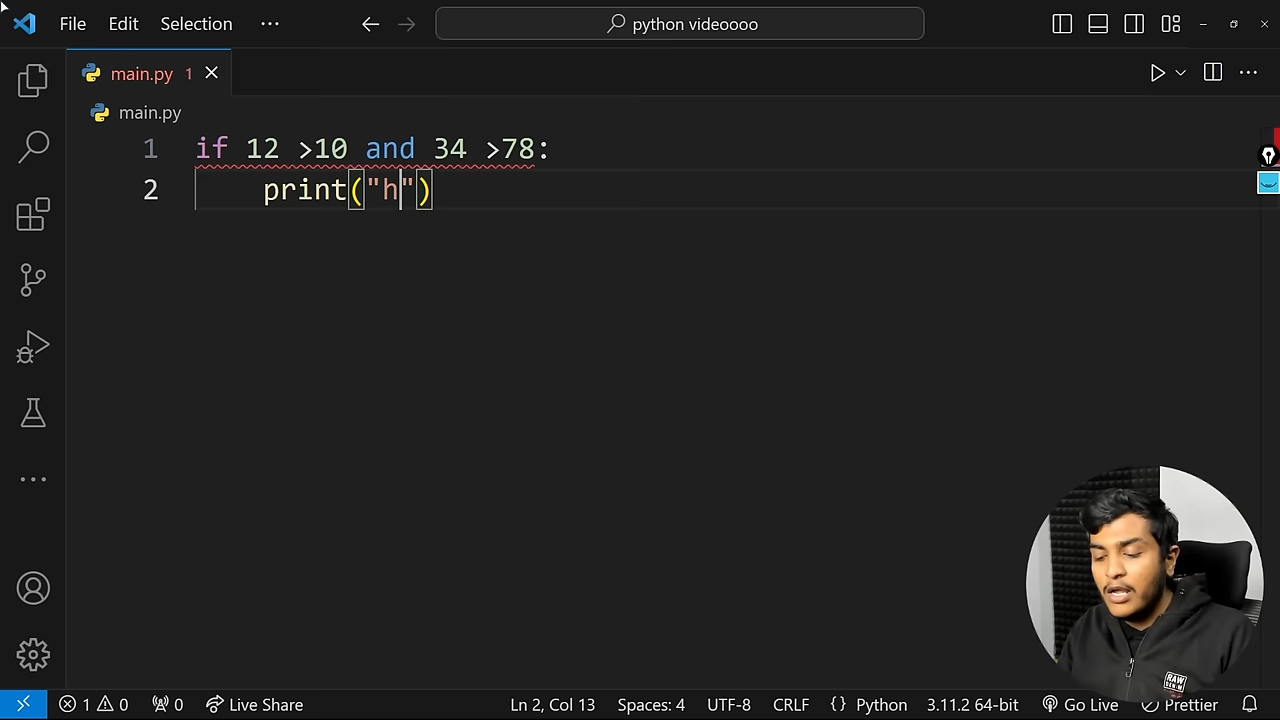 File Edit Selection ··· ← → python videoooo
main.py 1
main.py
1 if 12 >10 and 34 >78:
2 print("h")
RAW
1 0 0 Live Share Ln 2, Col 13 Spaces: 4 UTF-8 CRLF {} Python 3.11.2 64-bit Go Live Prettier